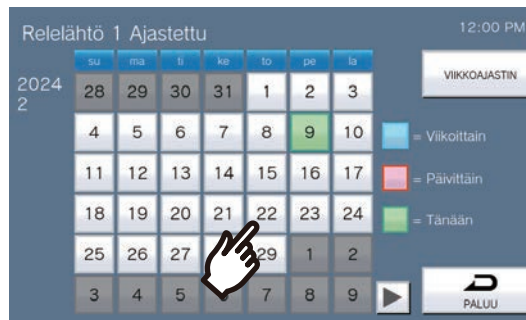 Relelähtö 1 Ajastettu
12:00 PM
VIIKKOAJASTIN
2024
2
su ma ti ke to pe la
28 29 30 31 1 2 3
4 5 6 7 8 9 10
11 12 13 14 15 16 17
18 19 20 21 22 23 24
25 26 27 29 1 2
3 4 5 6 7 8 9
= Viikoittain
= Päivittäin
= Tänään
PALUU